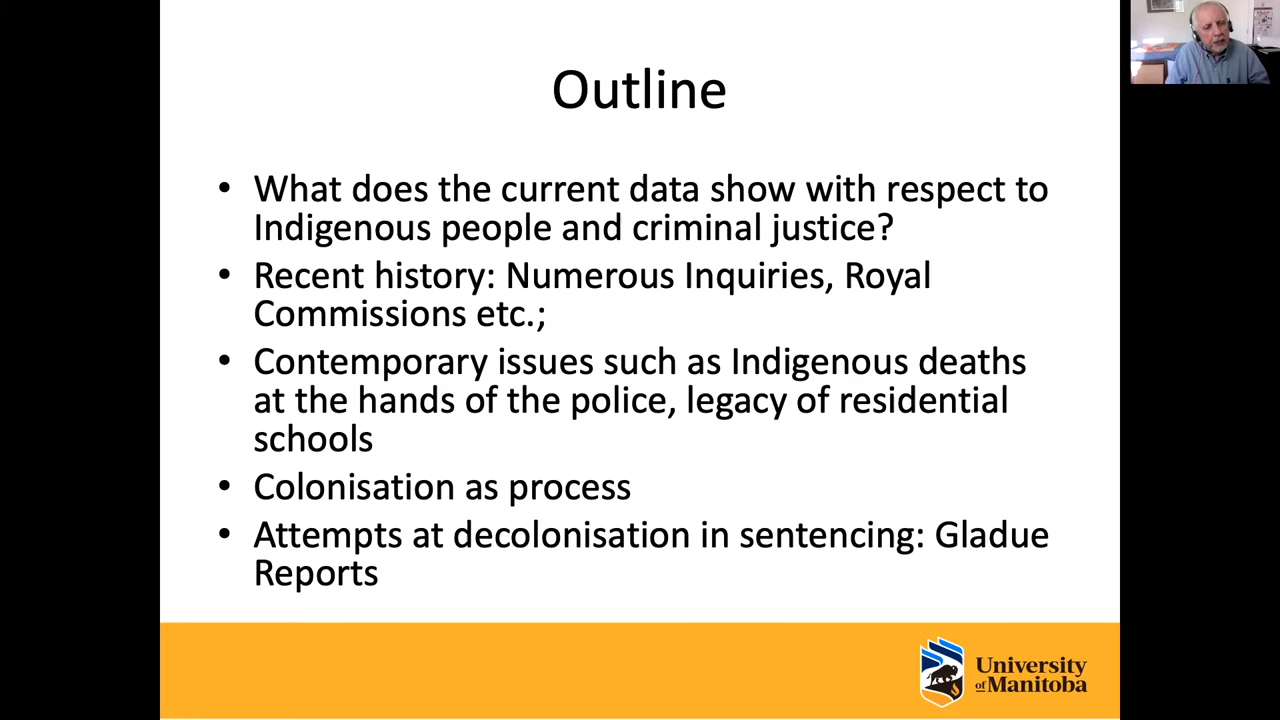 Outline
• What does the current data show with respect to
Indigenous people and criminal justice?
• Recent history: Numerous Inquiries, Royal
Commissions etc.;
• Contemporary issues such as Indigenous deaths
at the hands of the police, legacy of residential
schools
• Colonisation as process
• Attempts at decolonisation in sentencing: Gladue
Reports
University
of Manitoba